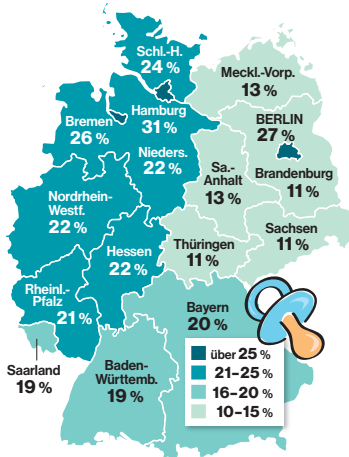 Schl.-H.
24 %
Meckl.-Vorp.
13 %
Hamburg
31 %
Bremen
26 %
BERLIN
27 %
Nieders.
22 %
Sa.-
Anhalt
13 %
Brandenburg
11 %
Nordrhein-
Westf.
22 %
Hessen
22 %
Thüringen
11 %
Sachsen
11 %
Rheinl.-
Pfalz
21 %
Bayern
20 %
Saarland
19 %
Baden-
Württemb.
19 %
über 25 %
21–25 %
16–20 %
10–15 %